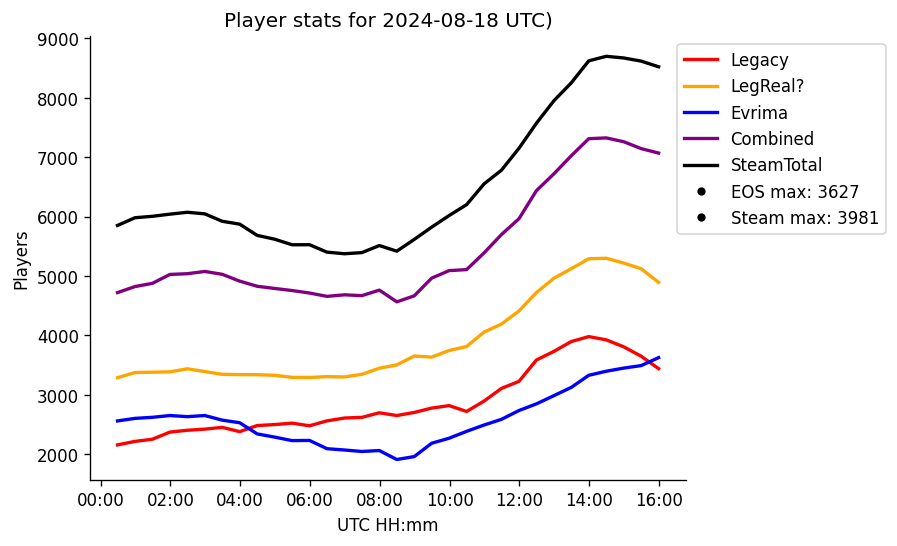 Player stats for 2024-08-18 UTC)
9000
8000
7000
6000
5000
4000
3000
2000
Players
00:00 02:00 04:00 06:00 08:00 10:00 12:00 14:00 16:00
UTC HH:mm
Legacy
LegReal?
Evrima
Combined
SteamTotal
EOS max: 3627
Steam max: 3981